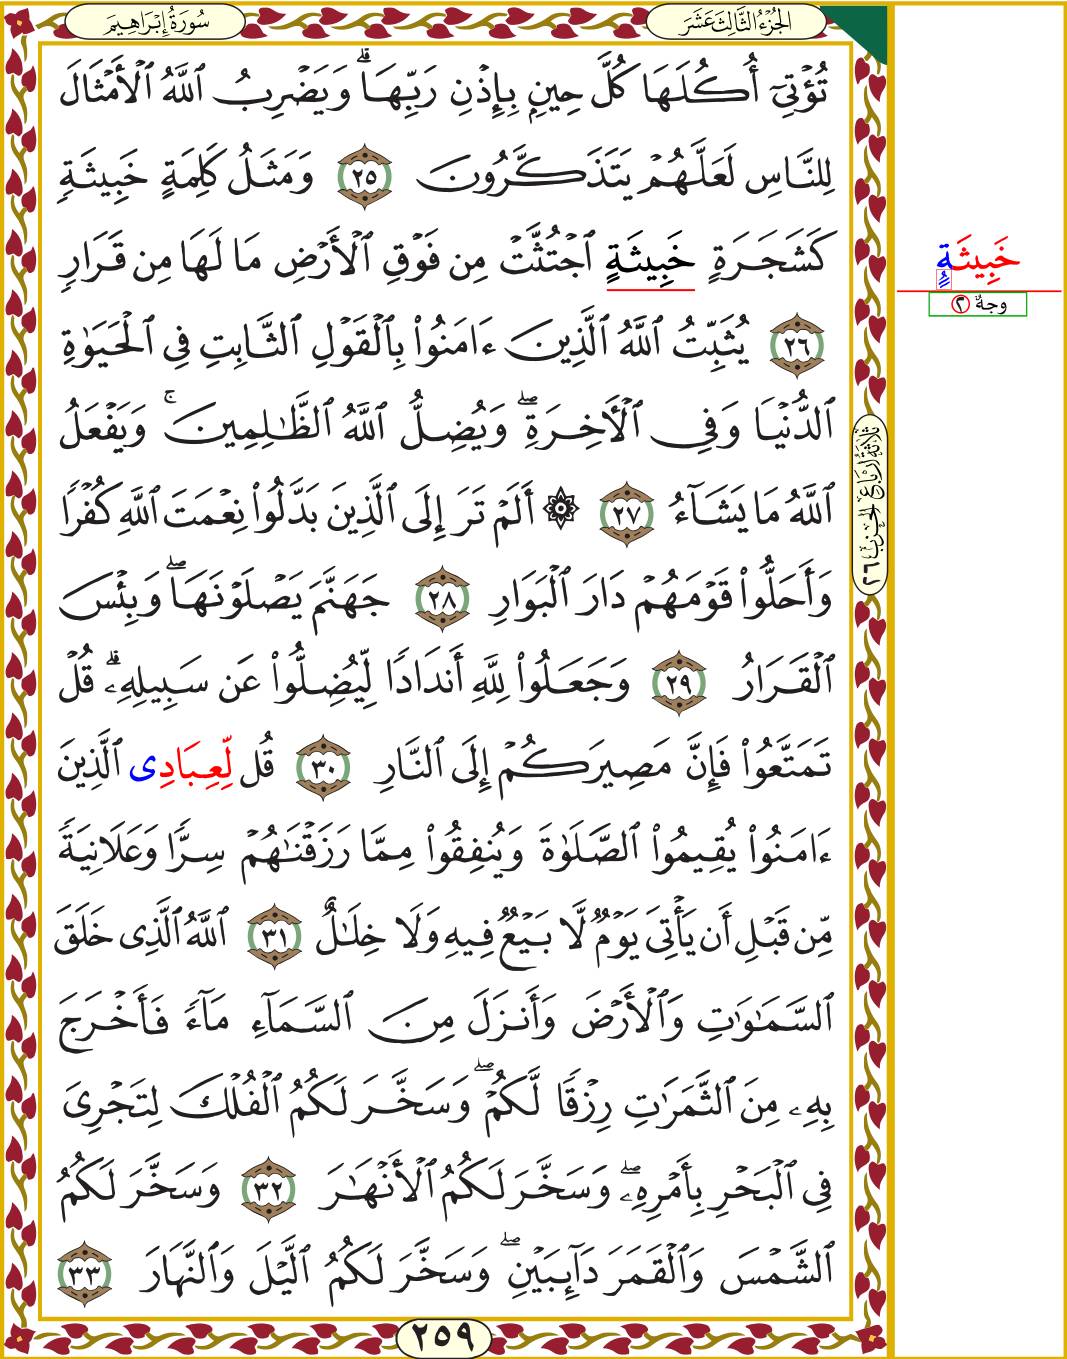 سُورَةُ إِبْرَاهِيمَ
الجُزْءُ الثَّالِثَ عَشَرَ
تُؤْتِىٓ أُكُلَهَا كُلَّ حِينِۭ بِإِذْنِ رَبِّهَاۗ وَيَضْرِبُ ٱللَّهُ ٱلْأَمْثَالَ
لِلنَّاسِ لَعَلَّهُمْ يَتَذَكَّرُونَ ٢٥ وَمَثَلُ كَلِمَةٍ خَبِيثَةٖ
كَشَجَرَةٍ خَبِيثَةٍ ٱجْتُثَّتْ مِن فَوْقِ ٱلْأَرْضِ مَا لَهَا مِن قَرَارٖ
٢٦ يُثَبِّتُ ٱللَّهُ ٱلَّذِينَ ءَامَنُوا۟ بِٱلْقَوْلِ ٱلثَّابِتِ فِى ٱلْحَيَوٰةِ
ٱلدُّنْيَا وَفِى ٱلْـَٔاخِرَةِۖ وَيُضِلُّ ٱللَّهُ ٱلظَّـٰلِمِينَۚ وَيَفْعَلُ
ٱللَّهُ مَا يَشَآءُ ٢٧ ۞ أَلَمْ تَرَ إِلَى ٱلَّذِينَ بَدَّلُوا۟ نِعْمَتَ ٱللَّهِ كُفْرٗا
وَأَحَلُّوا۟ قَوْمَهُمْ دَارَ ٱلْبَوَارِ ٢٨ جَهَنَّمَ يَصْلَوْنَهَاۖ وَبِئْسَ
ٱلْقَرَارُ ٢٩ وَجَعَلُوا۟ لِلَّهِ أَندَادٗا لِّيُضِلُّوا۟ عَن سَبِيلِهِۦۗ قُلْ
تَمَتَّعُوا۟ فَإِنَّ مَصِيرَكُمْ إِلَى ٱلنَّارِ ٣٠ قُل لِّعِبَادِى ٱلَّذِينَ
ءَامَنُوا۟ يُقِيمُوا۟ ٱلصَّلَوٰةَ وَيُنفِقُوا۟ مِمَّا رَزَقْنَـٰهُمْ سِرّٗا وَعَلَانِيَةٗ
مِّن قَبْلِ أَن يَأْتِىَ يَوْمٞ لَّا بَيْعٞ فِيهِ وَلَا خِلَـٰلٌ ٣١ ٱللَّهُ ٱلَّذِى خَلَقَ
ٱلسَّمَـٰوَٰتِ وَٱلْأَرْضَ وَأَنزَلَ مِنَ ٱلسَّمَآءِ مَآءٗ فَأَخْرَجَ
بِهِۦ مِنَ ٱلثَّمَرَٰتِ رِزْقٗا لَّكُمْۖ وَسَخَّرَ لَكُمُ ٱلْفُلْكَ لِتَجْرِىَ
فِى ٱلْبَحْرِ بِأَمْرِهِۦۖ وَسَخَّرَ لَكُمُ ٱلْأَنْهَـٰرَ ٣٢ وَسَخَّرَ لَكُمُ
ٱلشَّمْسَ وَٱلْقَمَرَ دَآئِبَيْنِۖ وَسَخَّرَ لَكُمُ ٱلَّيْلَ وَٱلنَّهَارَ ٣٣
خَبِيثَةٍ
وجهٌ ٢
ثلاثة أرباع الحزب ٢٦
٢٥٩